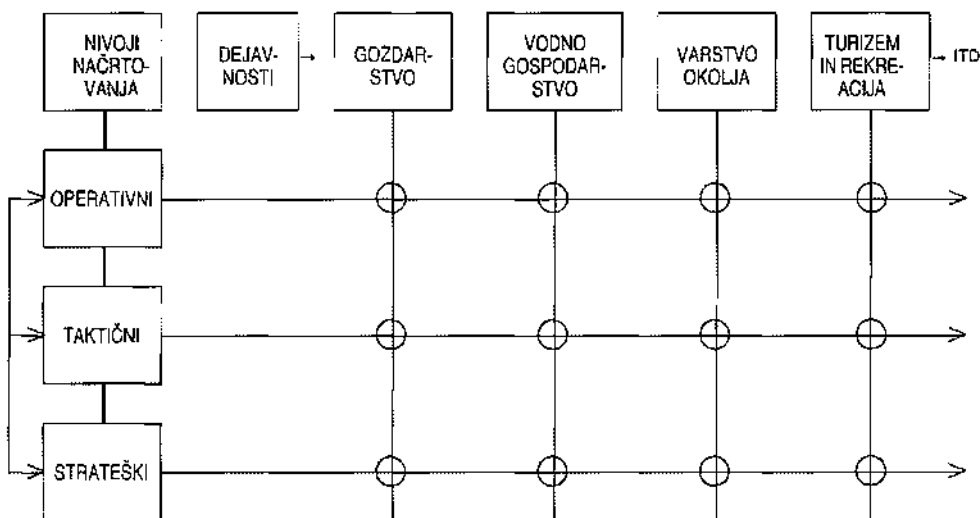 NIVOJI
NAČRTO-
VANJA
DEJAV-
NOSTI
GOZDAR-
STVO
VODNO
GOSPODAR-
STVO
VARSTVO
OKOLJA
TURIZEM
IN REKRE-
ACIJA
ITD
OPERATIVNI
TAKTIČNI
STRATEŠKI